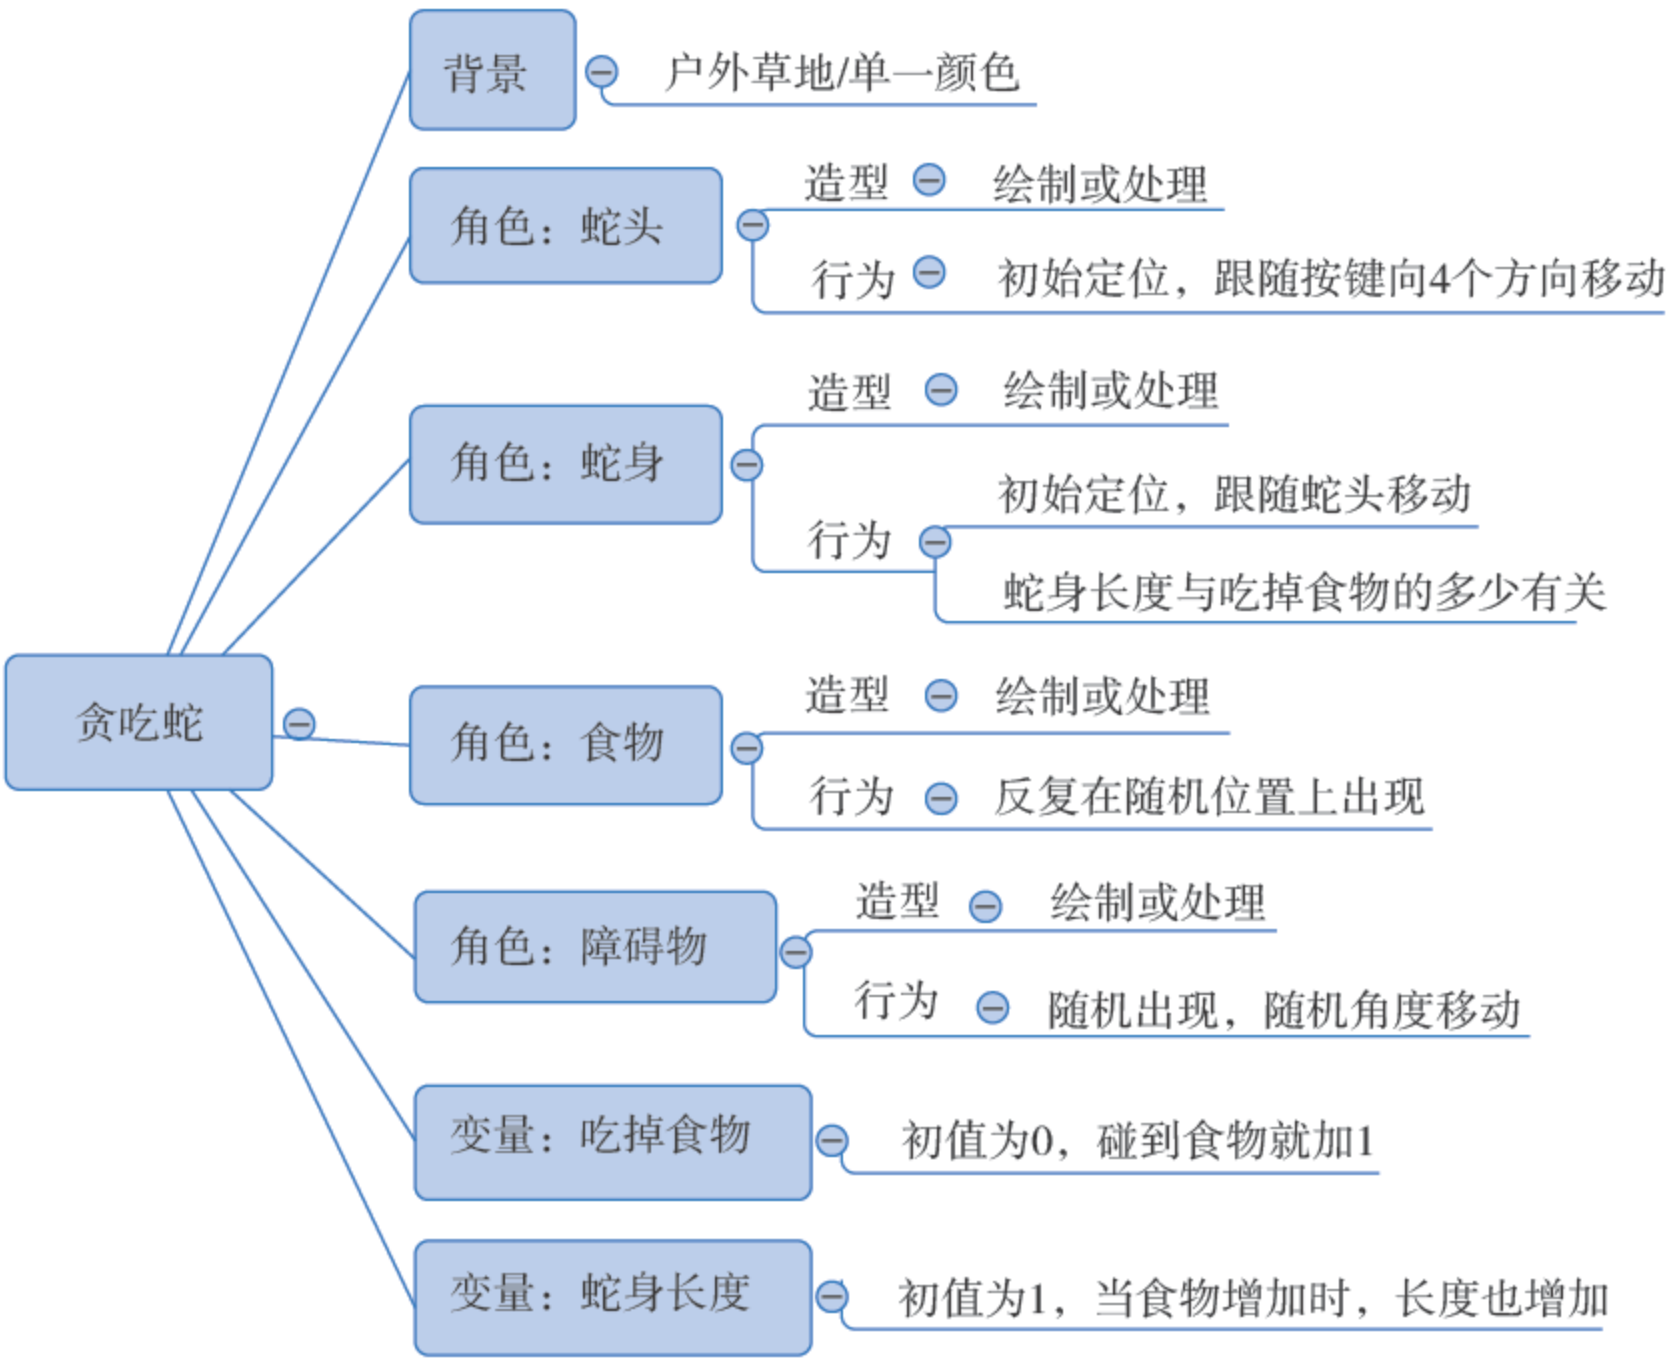 背景
户外草地/单一颜色
角色：蛇头
造型
绘制或处理
行为
初始定位，跟随按键向4个方向移动
角色：蛇身
造型
绘制或处理
行为
初始定位，跟随蛇头移动
蛇身长度与吃掉食物的多少有关
贪吃蛇
角色：食物
造型
绘制或处理
行为
反复在随机位置上出现
角色：障碍物
造型
绘制或处理
行为
随机出现，随机角度移动
变量：吃掉食物
初值为0，碰到食物就加1
变量：蛇身长度
初值为1，当食物增加时，长度也增加